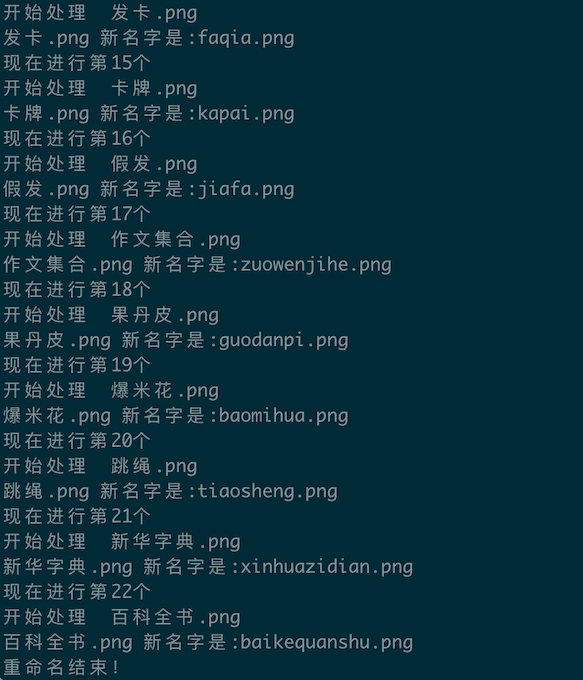 开始处理  发卡.png
发卡.png 新名字是:faqia.png
现在进行第15个
开始处理  卡牌.png
卡牌.png 新名字是:kapai.png
现在进行第16个
开始处理  假发.png
假发.png 新名字是:jiafa.png
现在进行第17个
开始处理  作文集合.png
作文集合.png 新名字是:zuowenjihe.png
现在进行第18个
开始处理  果丹皮.png
果丹皮.png 新名字是:guodanpi.png
现在进行第19个
开始处理  爆米花.png
爆米花.png 新名字是:baomihua.png
现在进行第20个
开始处理  跳绳.png
跳绳.png 新名字是:tiaosheng.png
现在进行第21个
开始处理  新华字典.png
新华字典.png 新名字是:xinhuazidian.png
现在进行第22个
开始处理  百科全书.png
百科全书.png 新名字是:baikequanshu.png
重命名结束!